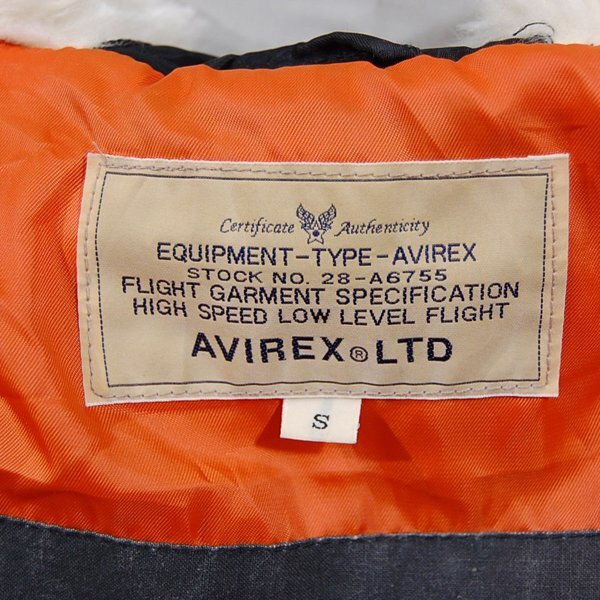 Certificate Authenticity
EQUIPMENT-TYPE-AVIREX
STOCK NO. 28-A6755
FLIGHT GARMENT SPECIFICATION
HIGH SPEED LOW LEVEL FLIGHT
AVIREX® LTD
S